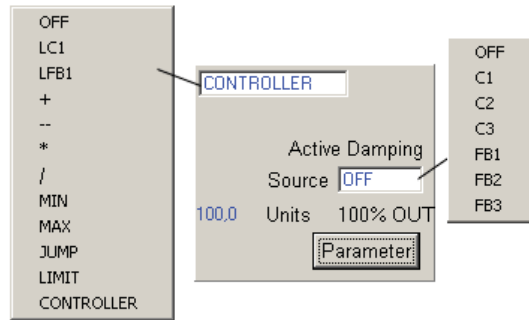 OFF
LC1
LFB1
+
--
*
/
MIN
MAX
JUMP
LIMIT
CONTROLLER
CONTROLLER
Active Damping
Source OFF
100,0 Units 100% OUT
Parameter
OFF
C1
C2
C3
FB1
FB2
FB3